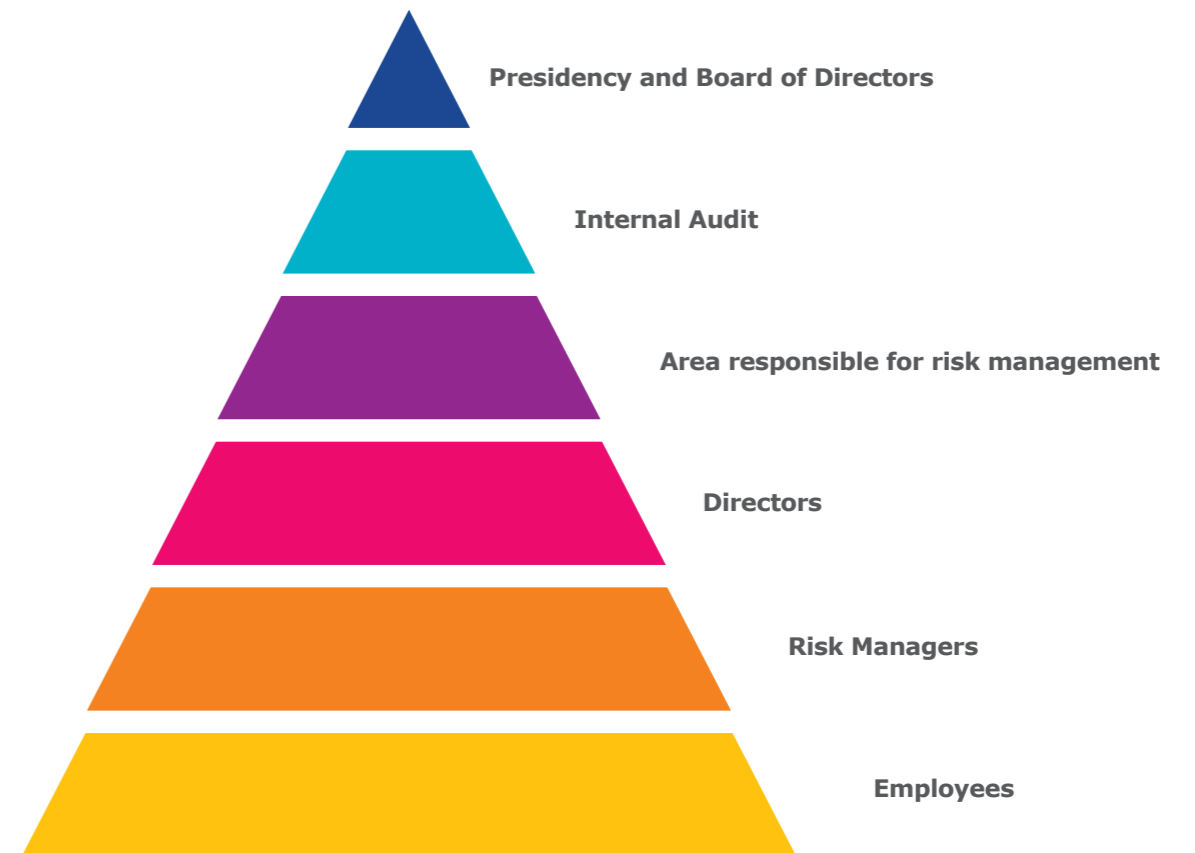 Presidency and Board of Directors
Internal Audit
Area responsible for risk management
Directors
Risk Managers
Employees